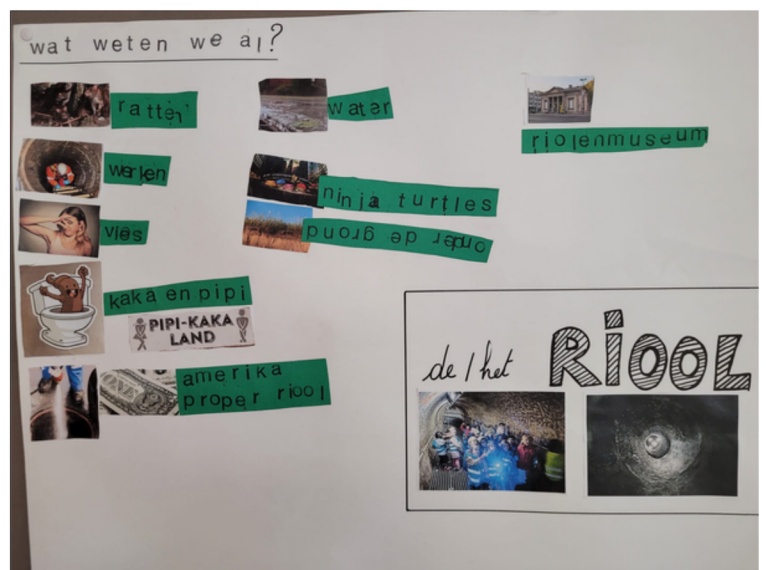 wat weten we al?
ratten
water
riolenmuseum
werken
ninja turtles
vies
onder de grond
kaka en pipi
PIPI-KAKA
LAND
amerika
proper riool
ONE
de / het RIOOL